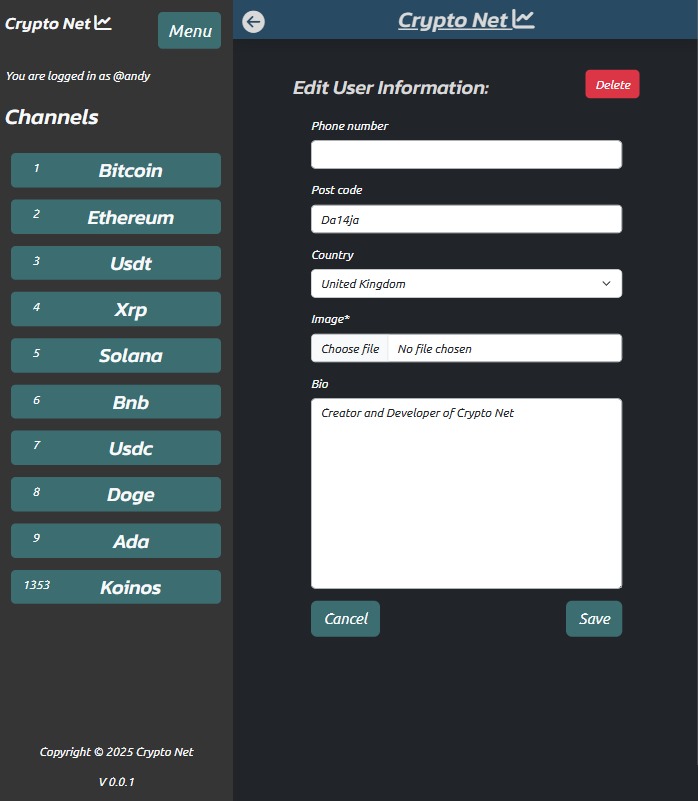 Crypto Net
Menu
You are logged in as @andy
Channels
1 Bitcoin
2 Ethereum
3 Usdt
4 Xrp
5 Solana
6 Bnb
7 Usdc
8 Doge
9 Ada
1353 Koinos
Copyright © 2025 Crypto Net
V 0.0.1
Crypto Net
Edit User Information:
Delete
Phone number
Post code
Da14ja
Country
United Kingdom
Image*
Choose file No file chosen
Bio
Creator and Developer of Crypto Net
Cancel
Save